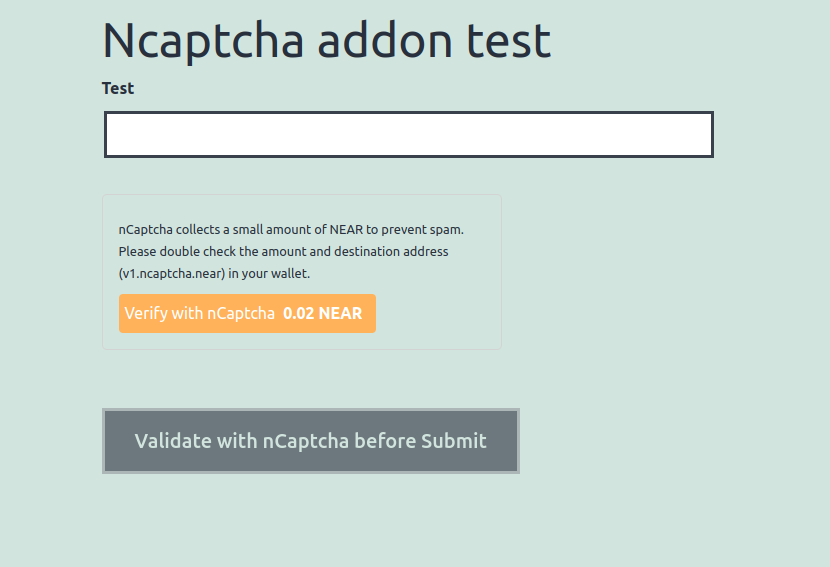 Ncaptcha addon test
Test
nCaptcha collects a small amount of NEAR to prevent spam.
Please double check the amount and destination address
(v1.ncaptcha.near) in your wallet.
Verify with nCaptcha 0.02 NEAR
Validate with nCaptcha before Submit